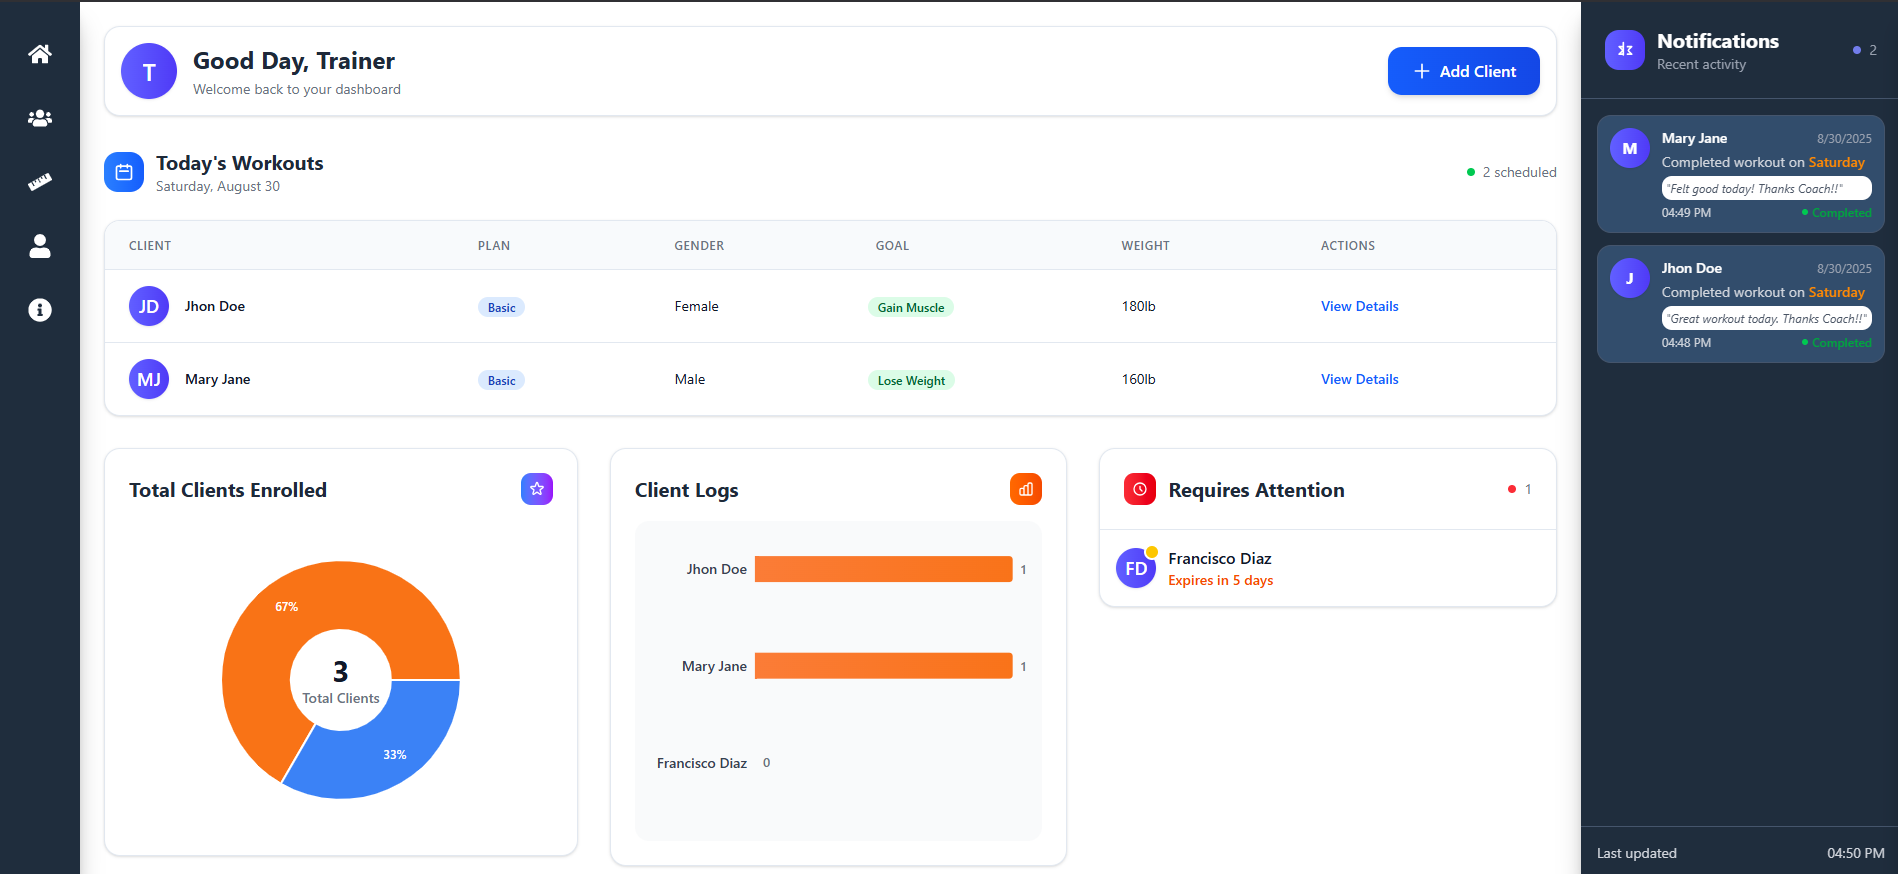 T
Good Day, Trainer
Welcome back to your dashboard
Add Client
Today's Workouts
Saturday, August 30
2 scheduled
CLIENT PLAN GENDER GOAL WEIGHT ACTIONS
JD Jhon Doe Basic Female Gain Muscle 180lb View Details
MJ Mary Jane Basic Male Lose Weight 160lb View Details
Total Clients Enrolled
67%
3
Total Clients
33%
Client Logs
Jhon Doe 1
Mary Jane 1
Francisco Diaz 0
Requires Attention 1
FD
Francisco Diaz
Expires in 5 days
Notifications
Recent activity
2
M
Mary Jane 8/30/2025
Completed workout on Saturday
"Felt good today! Thanks Coach!!"
04:49 PM Completed
J
Jhon Doe 8/30/2025
Completed workout on Saturday
"Great workout today. Thanks Coach!!"
04:48 PM Completed
Last updated 04:50 PM